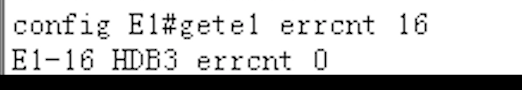 config E1#gete1 errcnt 16
E1-16 HDB3 errcnt 0